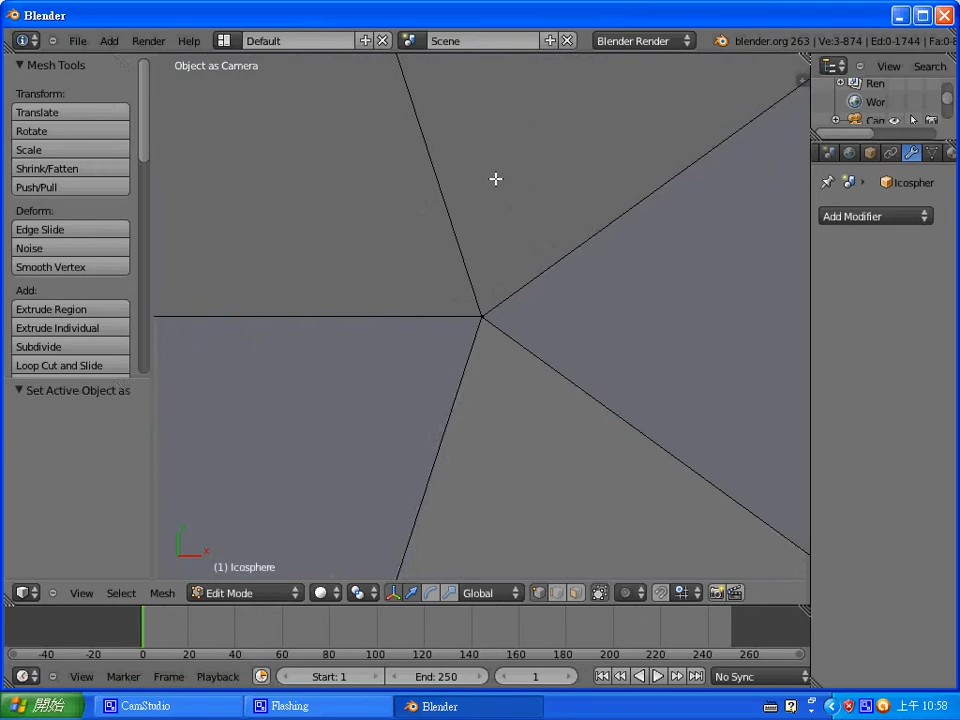 Blender
File Add Render Help Default Scene Blender Render blender.org 263 | Ve:3-874 | Ed:0-1744 | Fa:0-8
Mesh Tools
Object as Camera
View Search
Ren
Wor
Can
Transform:
Translate
Rotate
Scale
Shrink/Fatten
Push/Pull
Icospher
Add Modifier
Deform:
Edge Slide
Noise
Smooth Vertex
Add:
Extrude Region
Extrude Individual
Subdivide
Loop Cut and Slide
Set Active Object as
Y
X
(1) Icosphere
View Select Mesh Edit Mode Global
-40 -20 0 20 40 60 80 100 120 140 160 180 200 220 240 260
View Marker Frame Playback Start: 1 End: 250 1 No Sync
開始 CamStudio Flashing Blender 上午 10:58